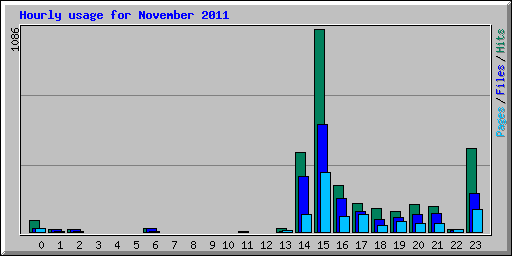 Hourly usage for November 2011
1086
Pages/Files/Hits
0 1 2 3 4 5 6 7 8 9 10 11 12 13 14 15 16 17 18 19 20 21 22 23